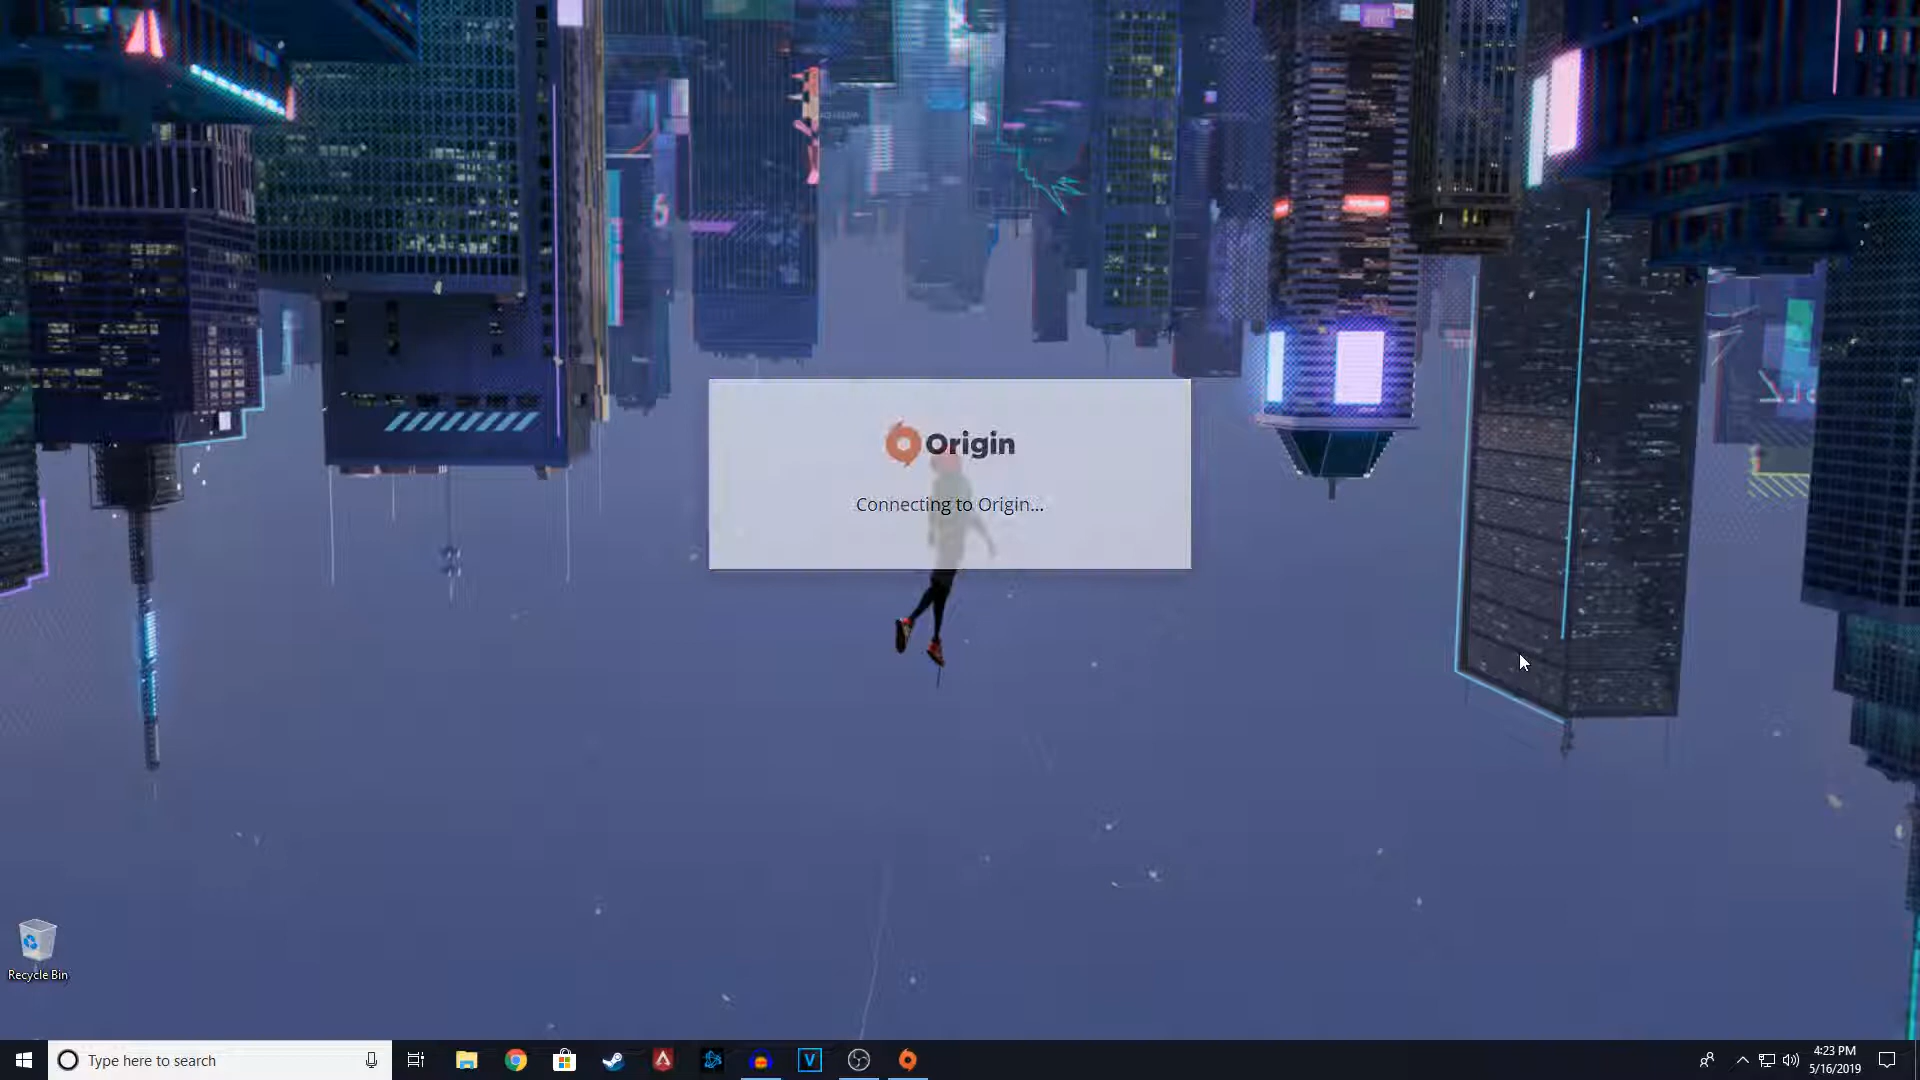 Origin
Connecting to Origin...
Recycle Bin
Type here to search
V
4:23 PM
5/16/2019